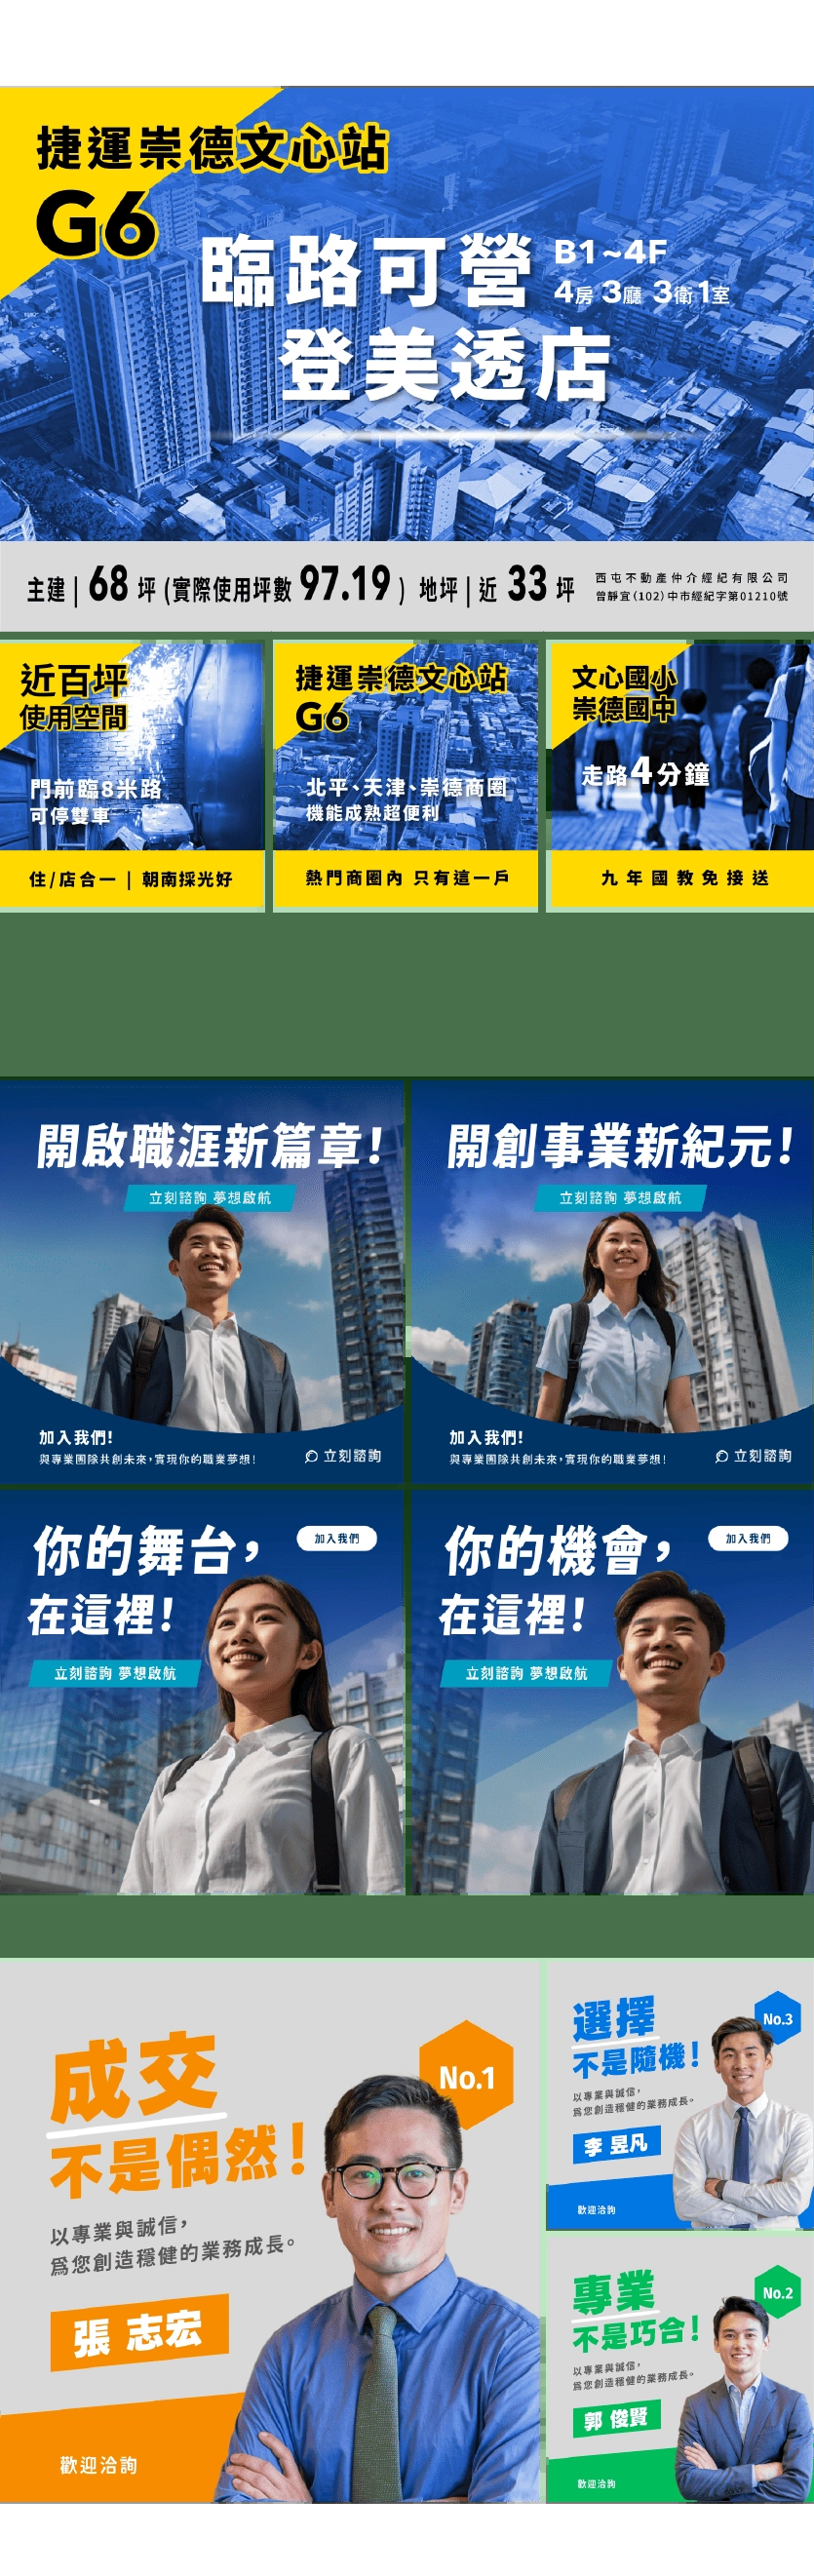 捷運崇德文心站
G6
臨路可營
B1~4F
4房 3廳 3衛 1室
登美透店
主建 | 68 坪 (實際使用坪數 97.19) 地坪 | 近 33 坪
西屯不動產仲介經紀有限公司
曾靜宜(102)中市經紀字第01210號
近百坪
使用空間
門前臨8米路
可停雙車
住/店合一 | 朝南採光好
捷運崇德文心站
G6
北平、天津、崇德商圈
機能成熟超便利
熱門商圈內 只有這一戶
文心國小
崇德國中
走路4分鐘
九年國教免接送
開啟職涯新篇章!
立刻諮詢 夢想啟航
加入我們!
與專業團隊共創未來,實現你的職業夢想!
立刻諮詢
開創事業新紀元!
立刻諮詢 夢想啟航
加入我們!
與專業團隊共創未來,實現你的職業夢想!
立刻諮詢
你的舞台,
在這裡!
加入我們
立刻諮詢 夢想啟航
你的機會,
在這裡!
加入我們
立刻諮詢 夢想啟航
成交
不是偶然!
No.1
以專業與誠信,
為您創造穩健的業務成長。
張 志宏
歡迎洽詢
選擇
不是隨機!
No.3
以專業與誠信,
為您創造穩健的業務成長。
李 昱凡
歡迎洽詢
專業
不是巧合!
No.2
以專業與誠信,
為您創造穩健的業務成長。
郭 俊賢
歡迎洽詢